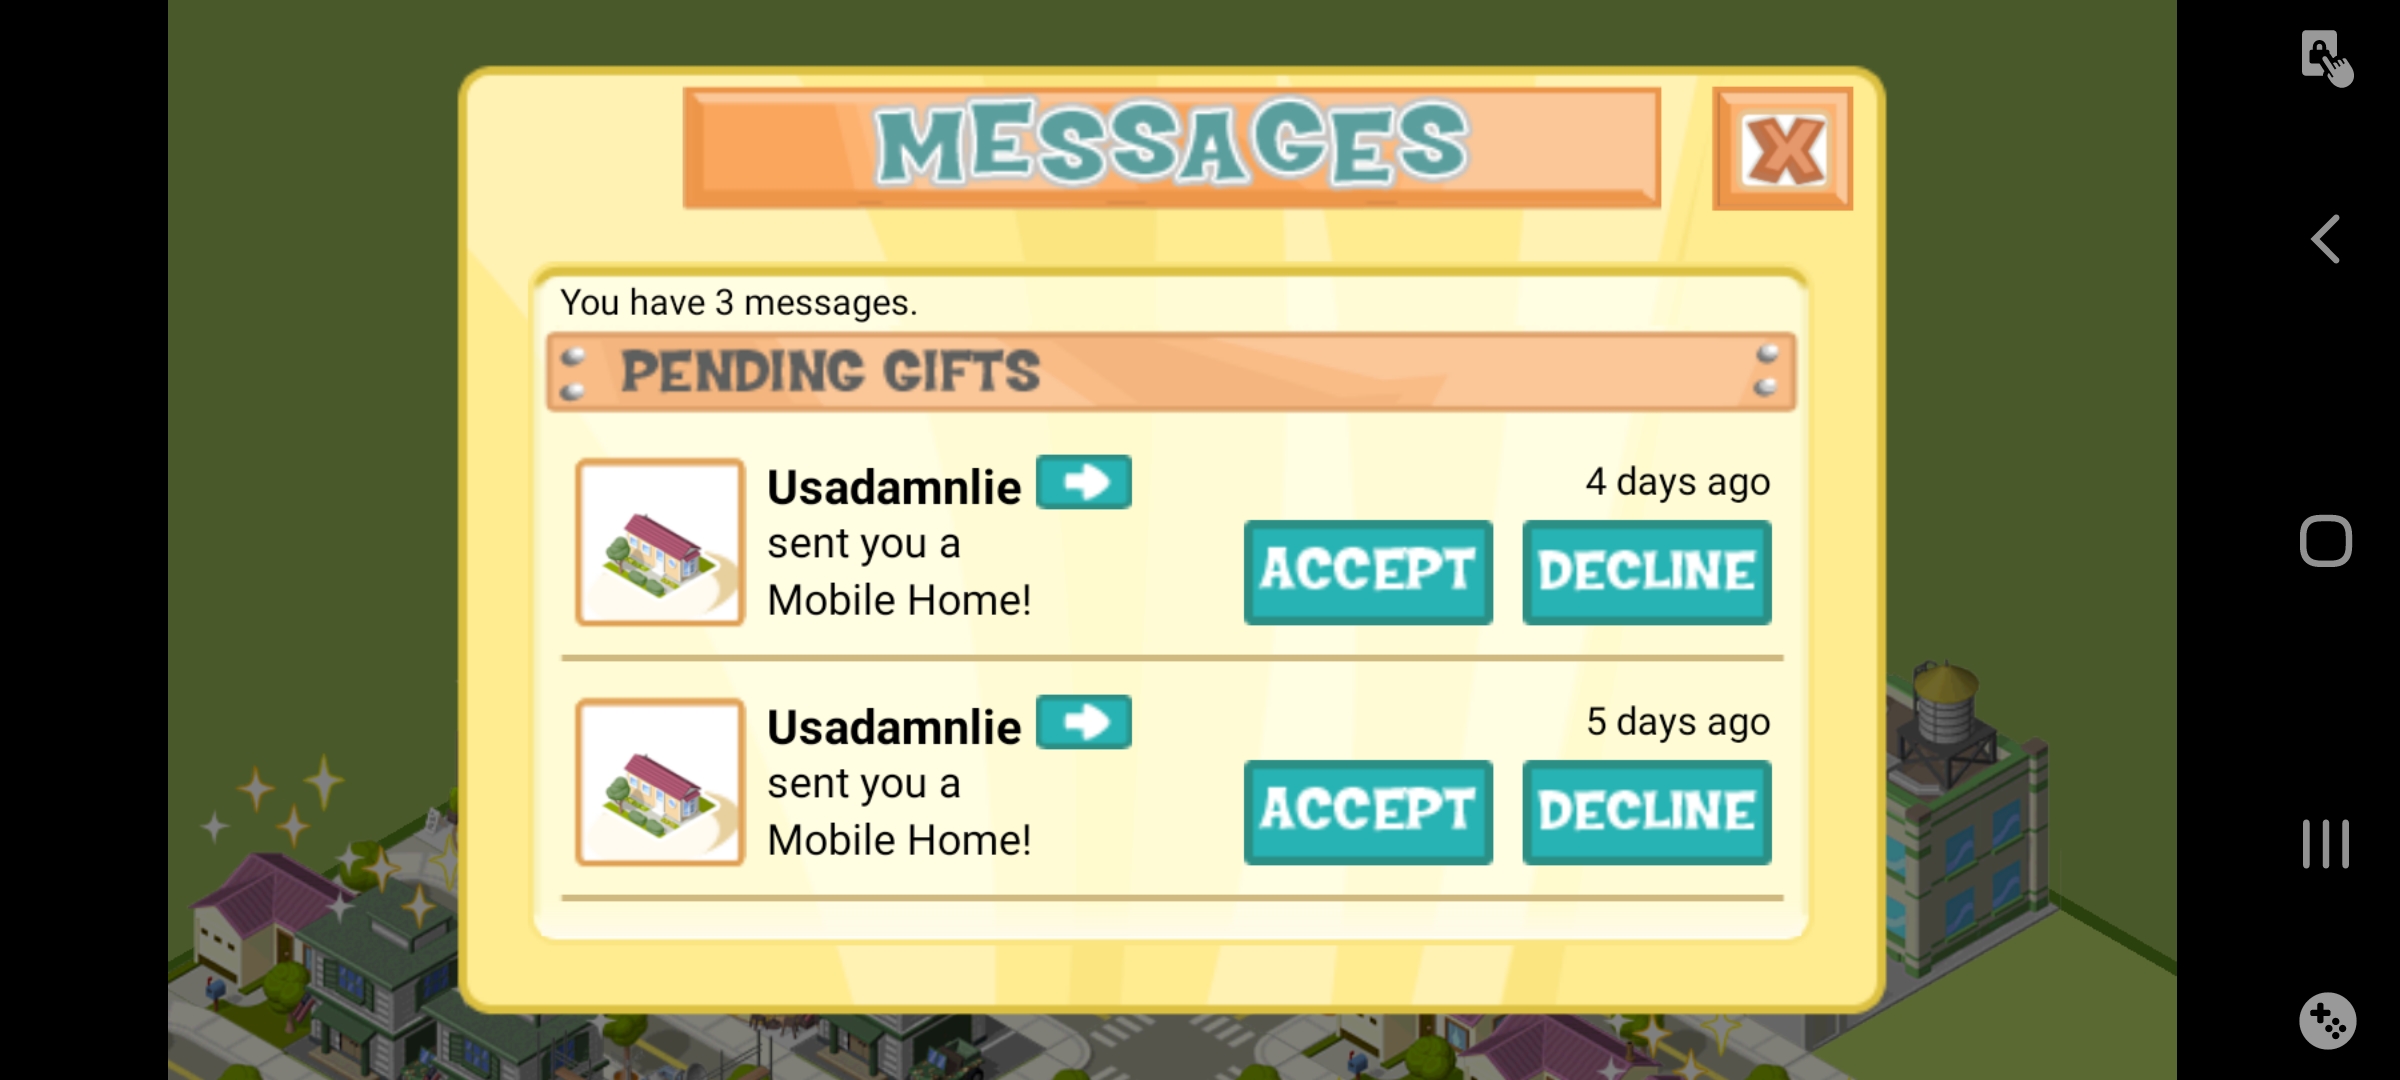 MESSAGES
X
You have 3 messages.
PENDING GIFTS
Usadamnlie
4 days ago
sent you a
Mobile Home!
ACCEPT
DECLINE
Usadamnlie
5 days ago
sent you a
Mobile Home!
ACCEPT
DECLINE